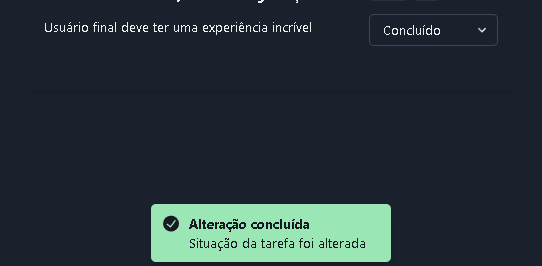 Usuário final deve ter uma experiência incrível
Concluído
Alteração concluída
Situação da tarefa foi alterada